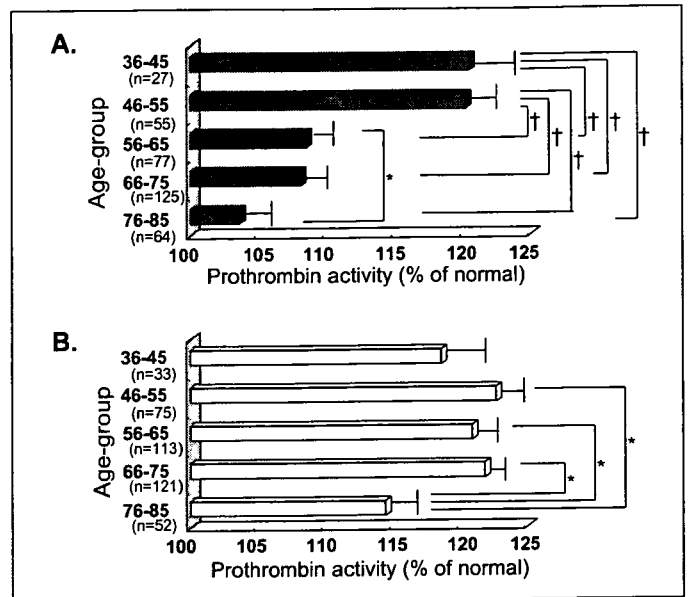 A.
36-45
(n=27)
46-55
(n=55)
56-65
(n=77)
66-75
(n=125)
76-85
(n=64)
Age-group
† † † † † †
*
100 105 110 115 120 125
Prothrombin activity (% of normal)
B.
36-45
(n=33)
46-55
(n=75)
56-65
(n=113)
66-75
(n=121)
76-85
(n=52)
Age-group
* * *
100 105 110 115 120 125
Prothrombin activity (% of normal)